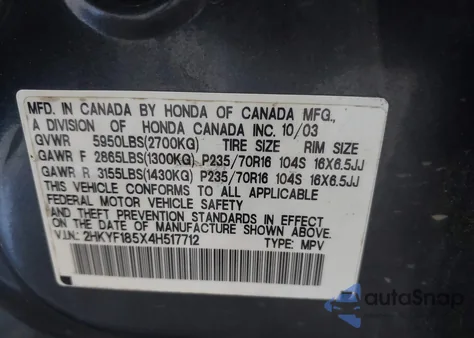 MFD. IN CANADA BY HONDA OF CANADA MFG.,
A DIVISION OF HONDA CANADA INC. 10/03
GVWR 5950LBS(2700KG) TIRE SIZE RIM SIZE
GAWR F 2865LBS(1300KG) P235/70R16 104S 16X6.5JJ
GAWR R 3155LBS(1430KG) P235/70R16 104S 16X6.5JJ
THIS VEHICLE CONFORMS TO ALL APPLICABLE
FEDERAL MOTOR VEHICLE SAFETY
AND THEFT PREVENTION STANDARDS IN EFFECT
ON THE DATE OF MANUFACTURE SHOWN ABOVE.
V.I.N.: 2HKYF185X4H517712 TYPE: MPV
autoSnap